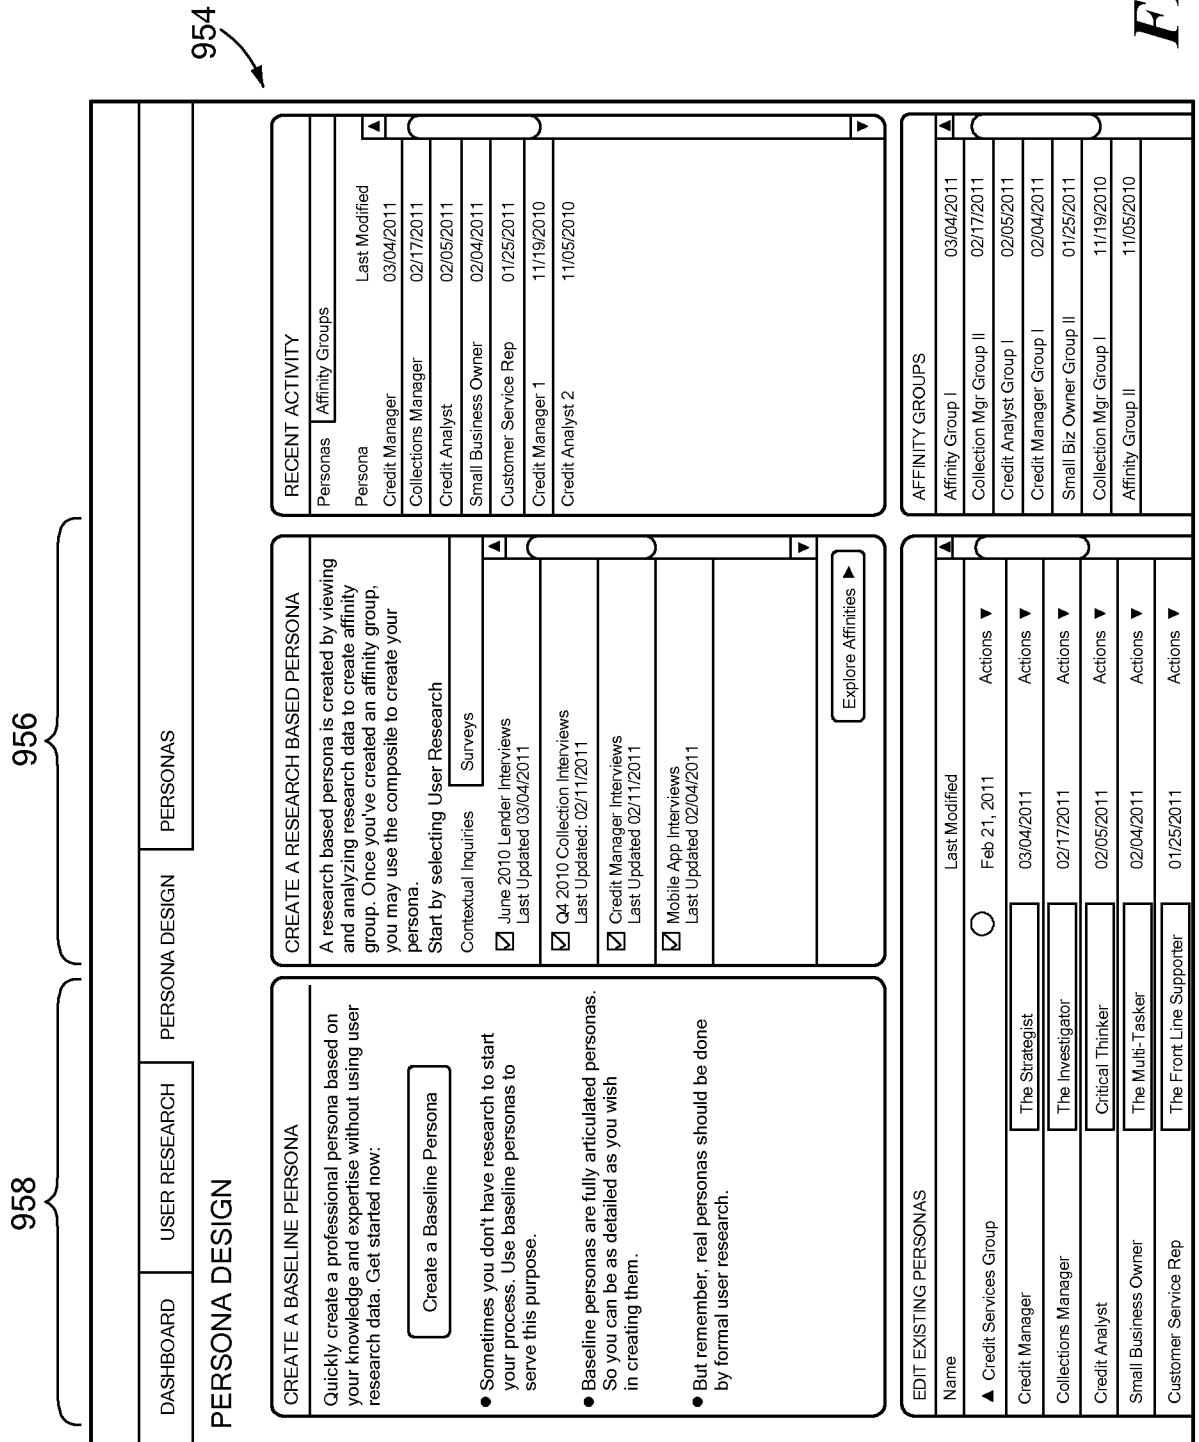 958
956
954
DASHBOARD
USER RESEARCH
PERSONA DESIGN
PERSONAS
PERSONA DESIGN
CREATE A BASELINE PERSONA
Quickly create a professional persona based on
your knowledge and expertise without using user
research data. Get started now:
Create a Baseline Persona
● Sometimes you don't have research to start
your process. Use baseline personas to
serve this purpose.
● Baseline personas are fully articulated personas.
So you can be as detailed as you wish
in creating them.
● But remember, real personas should be done
by formal user research.
CREATE A RESEARCH BASED PERSONA
A research based persona is created by viewing
and analyzing research data to create affinity
group. Once you've created an affinity group,
you may use the composite to create your
persona.
Start by selecting User Research
Contextual Inquiries Surveys
☑ June 2010 Lender Interviews
Last Updated 03/04/2011
☑ Q4 2010 Collection Interviews
Last Updated: 02/11/2011
☑ Credit Manager Interviews
Last Updated 02/11/2011
☑ Mobile App Interviews
Last Updated 02/04/2011
Explore Affinities ▶
RECENT ACTIVITY
Personas Affinity Groups
Persona Last Modified
Credit Manager 03/04/2011
Collections Manager 02/17/2011
Credit Analyst 02/05/2011
Small Business Owner 02/04/2011
Customer Service Rep 01/25/2011
Credit Manager 1 11/19/2010
Credit Analyst 2 11/05/2010
EDIT EXISTING PERSONAS
Name Last Modified
▲ Credit Services Group Feb 21, 2011 Actions ▼
Credit Manager The Strategist 03/04/2011 Actions ▼
Collections Manager The Investigator 02/17/2011 Actions ▼
Credit Analyst Critical Thinker 02/05/2011 Actions ▼
Small Business Owner The Multi-Tasker 02/04/2011 Actions ▼
Customer Service Rep The Front Line Supporter 01/25/2011 Actions ▼
AFFINITY GROUPS
Affinity Group I 03/04/2011
Collection Mgr Group II 02/17/2011
Credit Analyst Group I 02/05/2011
Credit Manager Group I 02/04/2011
Small Biz Owner Group II 01/25/2011
Collection Mgr Group I 11/19/2010
Affinity Group II 11/05/2010